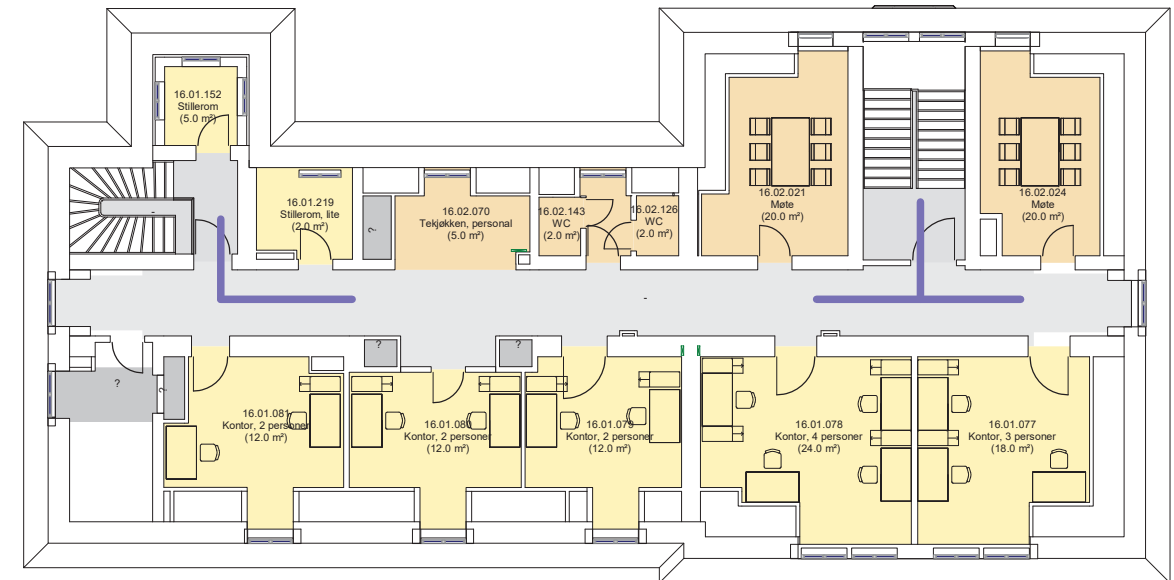 16.01.152
Stillerom
(5.0 m²)
16.01.219
Stillerom, lite
(2.0 m²)
?
16.02.070
Tekjøkken, personal
(5.0 m²)
16.02.143
WC
(2.0 m²)
16.02.126
WC
(2.0 m²)
16.02.021
Møte
(20.0 m²)
16.02.024
Møte
(20.0 m²)
-
-
?
?
?
?
16.01.081
Kontor, 2 personer
(12.0 m²)
16.01.080
Kontor, 2 personer
(12.0 m²)
16.01.079
Kontor, 2 personer
(12.0 m²)
16.01.078
Kontor, 4 personer
(24.0 m²)
16.01.077
Kontor, 3 personer
(18.0 m²)